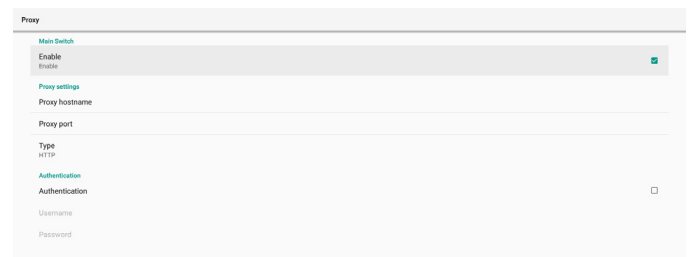 Proxy
Main Switch
Enable
Enable
Proxy settings
Proxy hostname
Proxy port
Type
HTTP
Authentication
Authentication
Username
Password